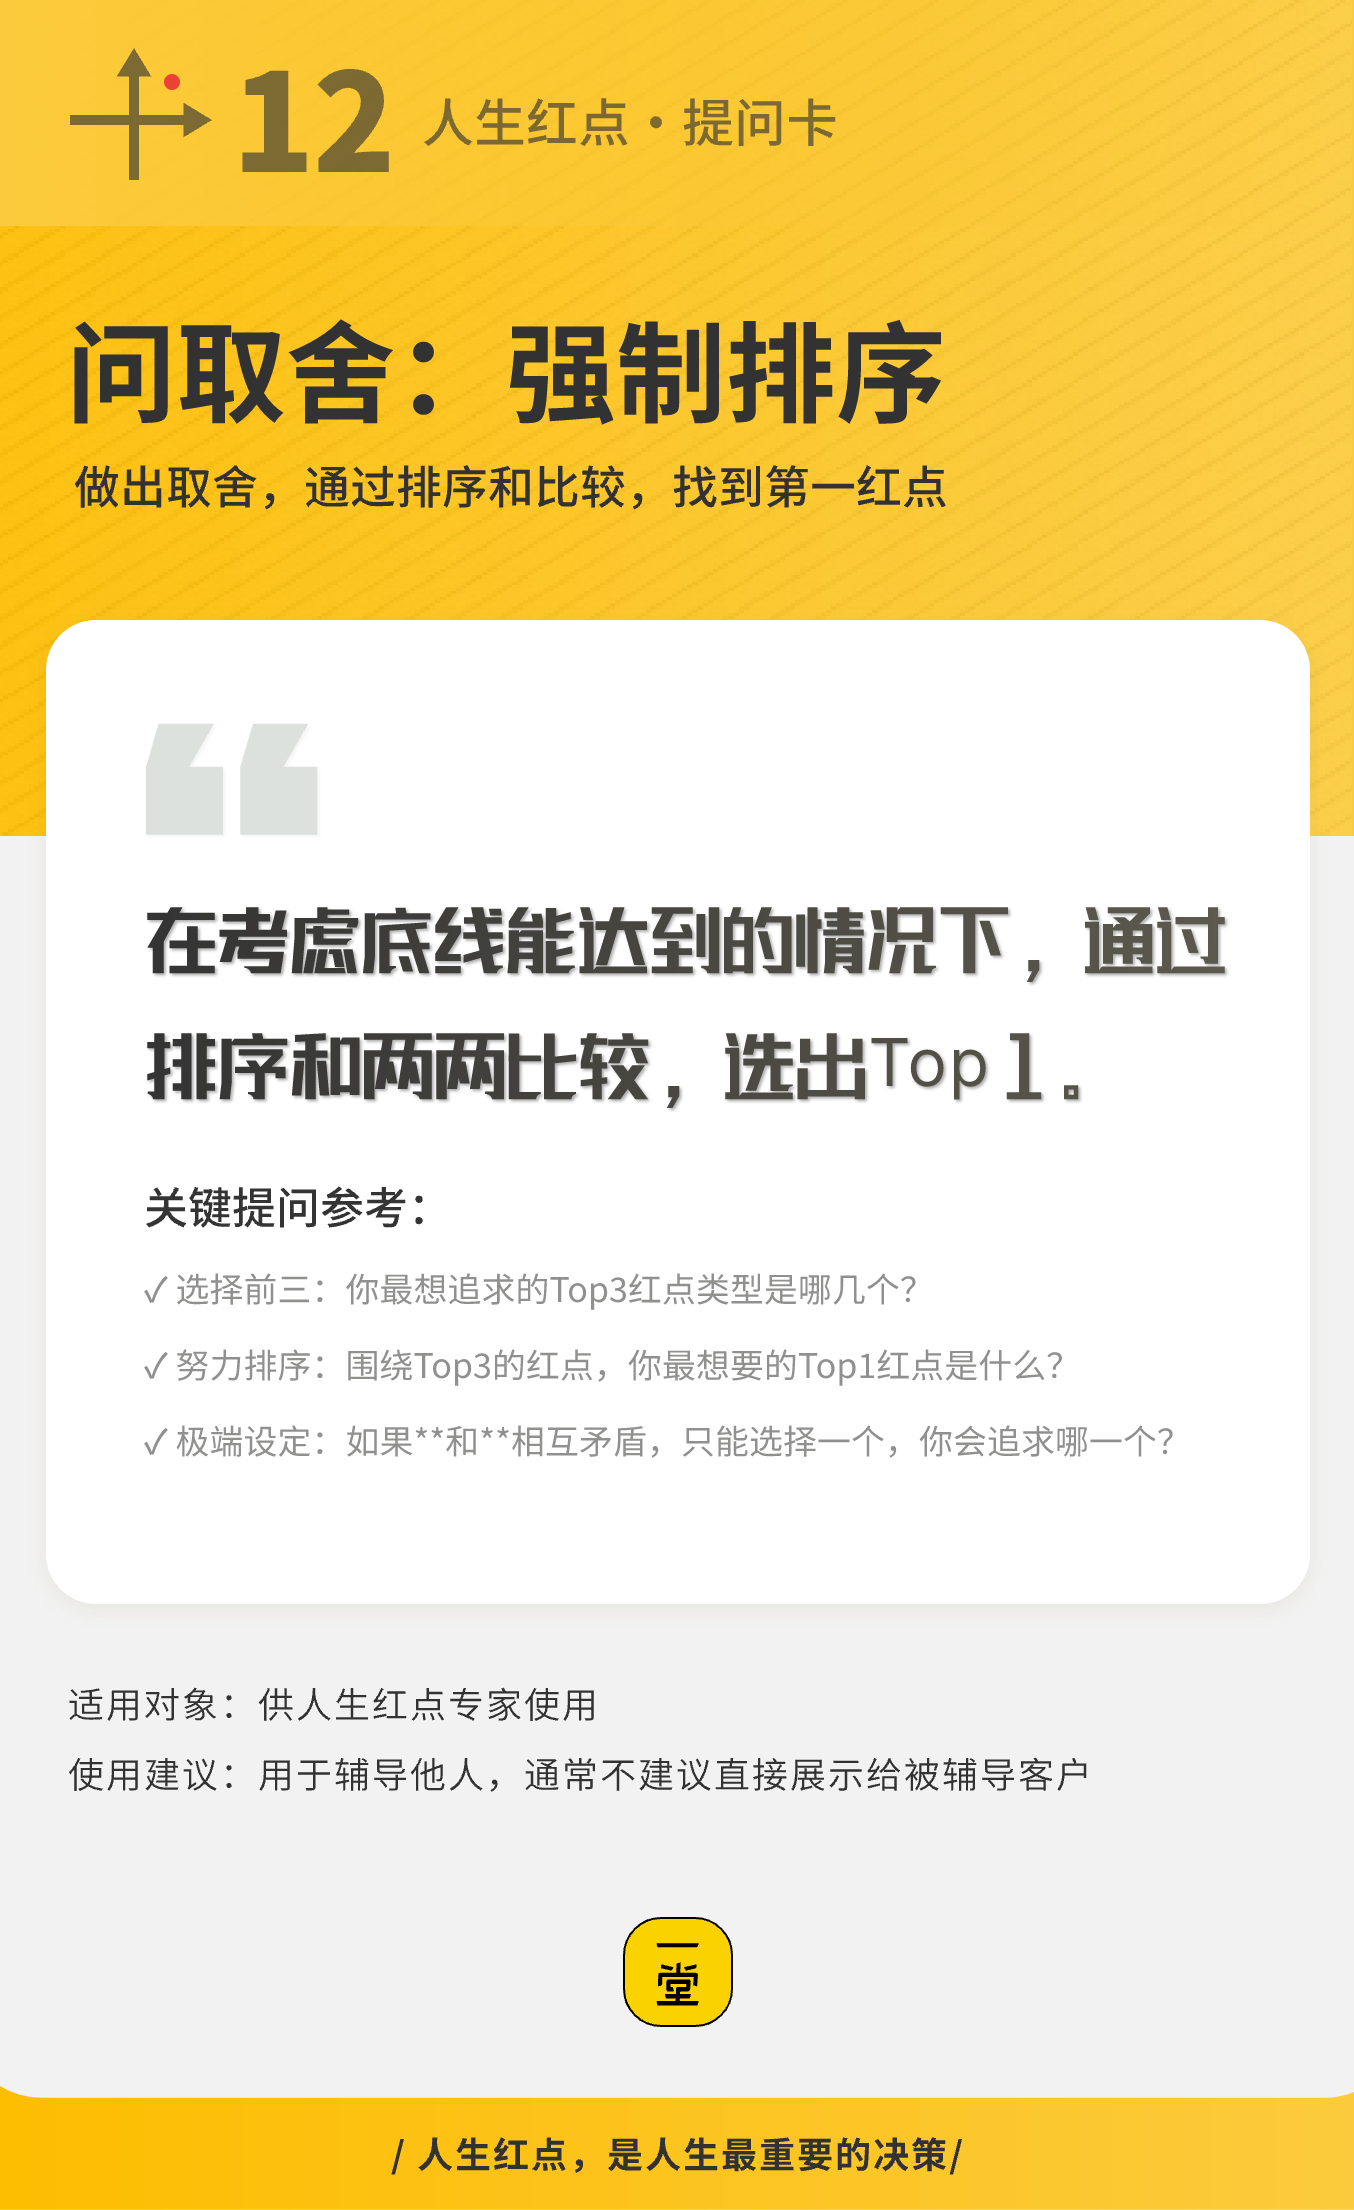 12 人生红点·提问卡
问取舍：强制排序
做出取舍，通过排序和比较，找到第一红点
在考虑底线能达到的情况下，通过
排序和两两比较，选出Top1。
关键提问参考：
✓ 选择前三：你最想追求的Top3红点类型是哪几个？
✓ 努力排序：围绕Top3的红点，你最想要的Top1红点是什么？
✓ 极端设定：如果**和**相互矛盾，只能选择一个，你会追求哪一个？
适用对象：供人生红点专家使用
使用建议：用于辅导他人，通常不建议直接展示给被辅导客户
一
堂
/ 人生红点，是人生最重要的决策/